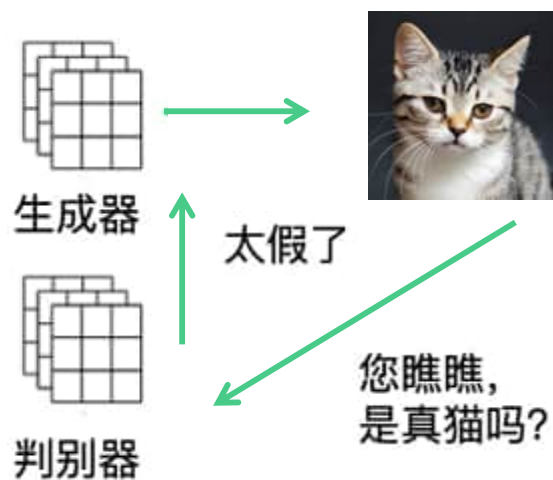 生成器
太假了
您瞧瞧，
是真猫吗？
判别器